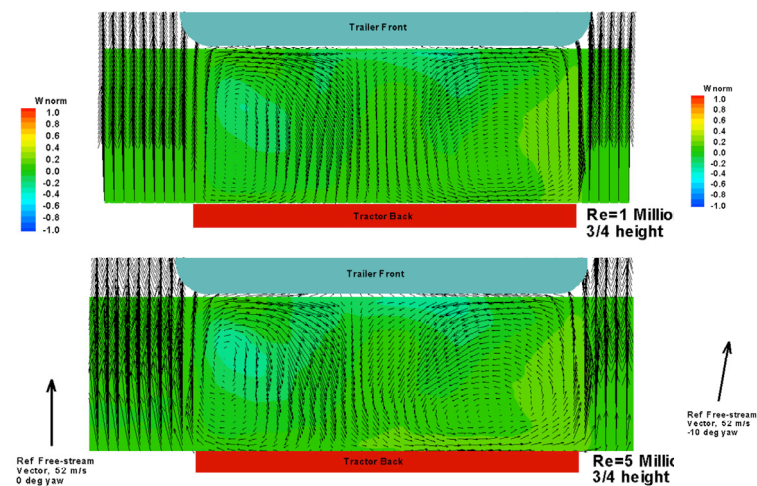 Trailer Front
W norm
1.0
0.8
0.6
0.4
0.2
0.0
-0.2
-0.4
-0.6
-0.8
-1.0
W norm
1.0
0.8
0.6
0.4
0.2
0.0
-0.2
-0.4
-0.6
-0.8
-1.0
Tractor Back
Re=1 Millio
3/4 height
Trailer Front
Ref Free-stream
Vector, 52 m/s
0 deg yaw
Ref Free-stream
Vector, 52 m/s
-10 deg yaw
Tractor Back
Re=5 Millio
3/4 height